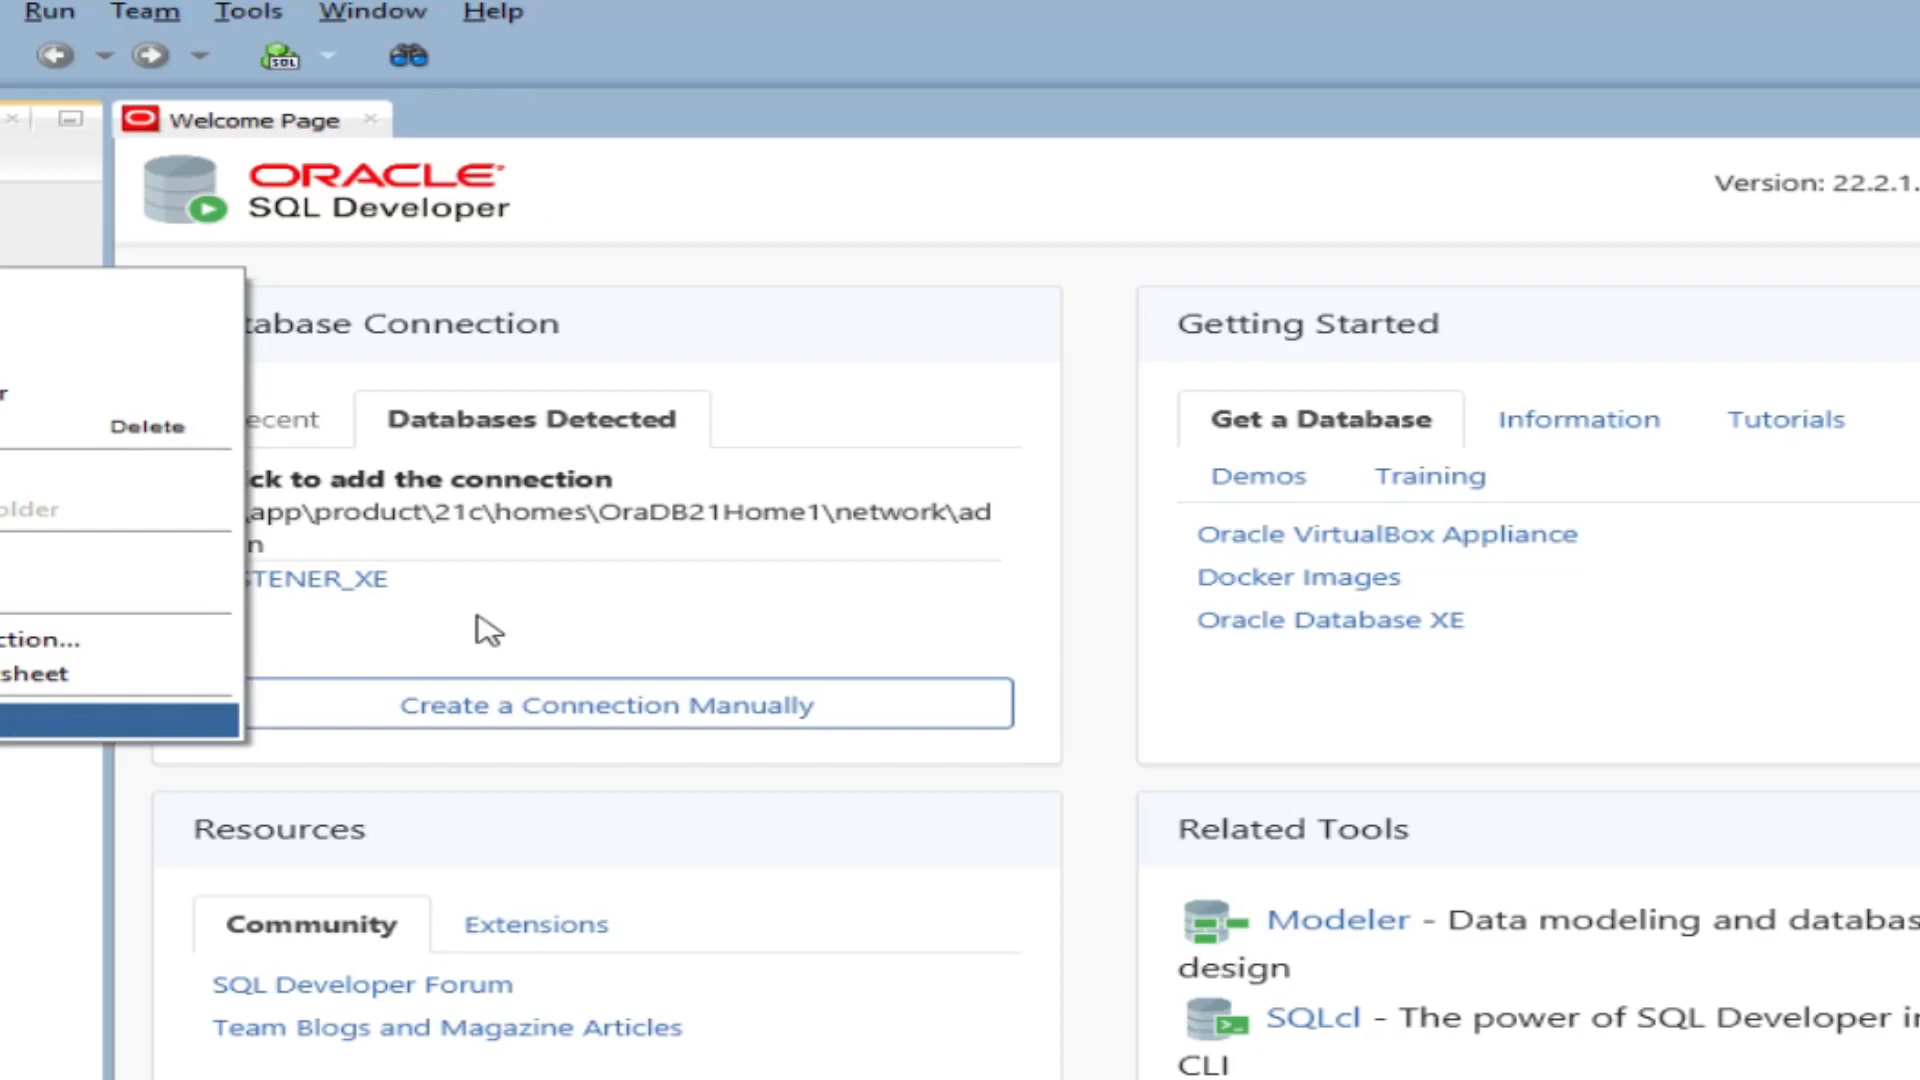 Run Team Tools Window Help
SQL
Welcome Page
ORACLE
SQL Developer
Version: 22.2.1.
tabase Connection
Getting Started
r
Delete
ecent
Databases Detected
Get a Database
Information
Tutorials
ck to add the connection
Demos
Training
older
\app\product\21c\homes\OraDB21Home1\network\ad
n
Oracle VirtualBox Appliance
STENER_XE
Docker Images
Oracle Database XE
ction...
sheet
Create a Connection Manually
Resources
Related Tools
Community
Extensions
Modeler - Data modeling and databas
design
SQL Developer Forum
SQLcl - The power of SQL Developer in
Team Blogs and Magazine Articles
CLI